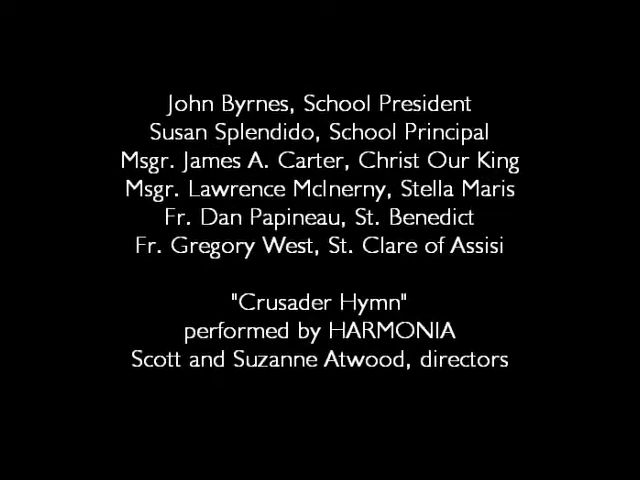 John Byrnes, School President
Susan Splendido, School Principal
Msgr. James A. Carter, Christ Our King
Msgr. Lawrence McInerny, Stella Maris
Fr. Dan Papineau, St. Benedict
Fr. Gregory West, St. Clare of Assisi
"Crusader Hymn"
performed by HARMONIA
Scott and Suzanne Atwood, directors